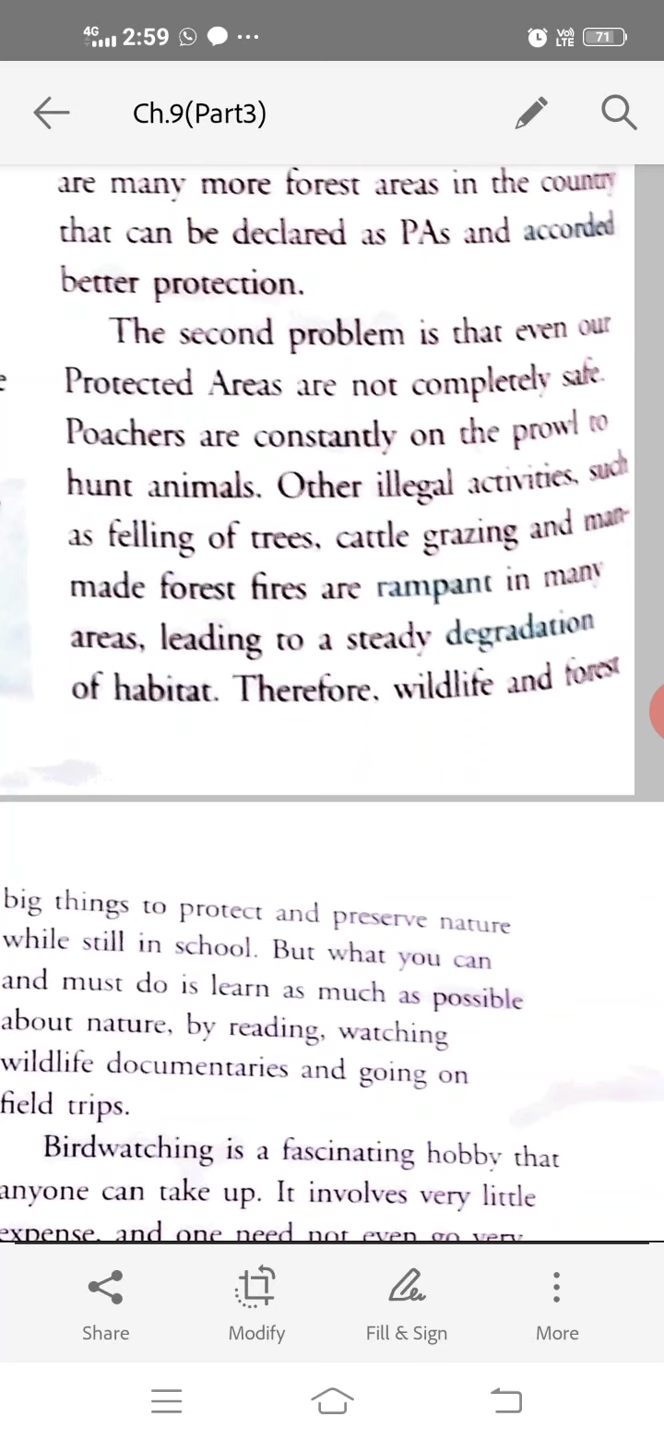 4G 2:59 ... Vo) LTE 71
Ch.9(Part3)
are many more forest areas in the country
that can be declared as PAs and accorded
better protection.
The second problem is that even our
Protected Areas are not completely safe.
Poachers are constantly on the prowl to
hunt animals. Other illegal activities, such
as felling of trees, cattle grazing and man-
made forest fires are rampant in many
areas, leading to a steady degradation
of habitat. Therefore, wildlife and forest
big things to protect and preserve nature
while still in school. But what you can
and must do is learn as much as possible
about nature, by reading, watching
wildlife documentaries and going on
field trips.
Birdwatching is a fascinating hobby that
anyone can take up. It involves very little
expense, and one need not even go very
Share Modify Fill & Sign More